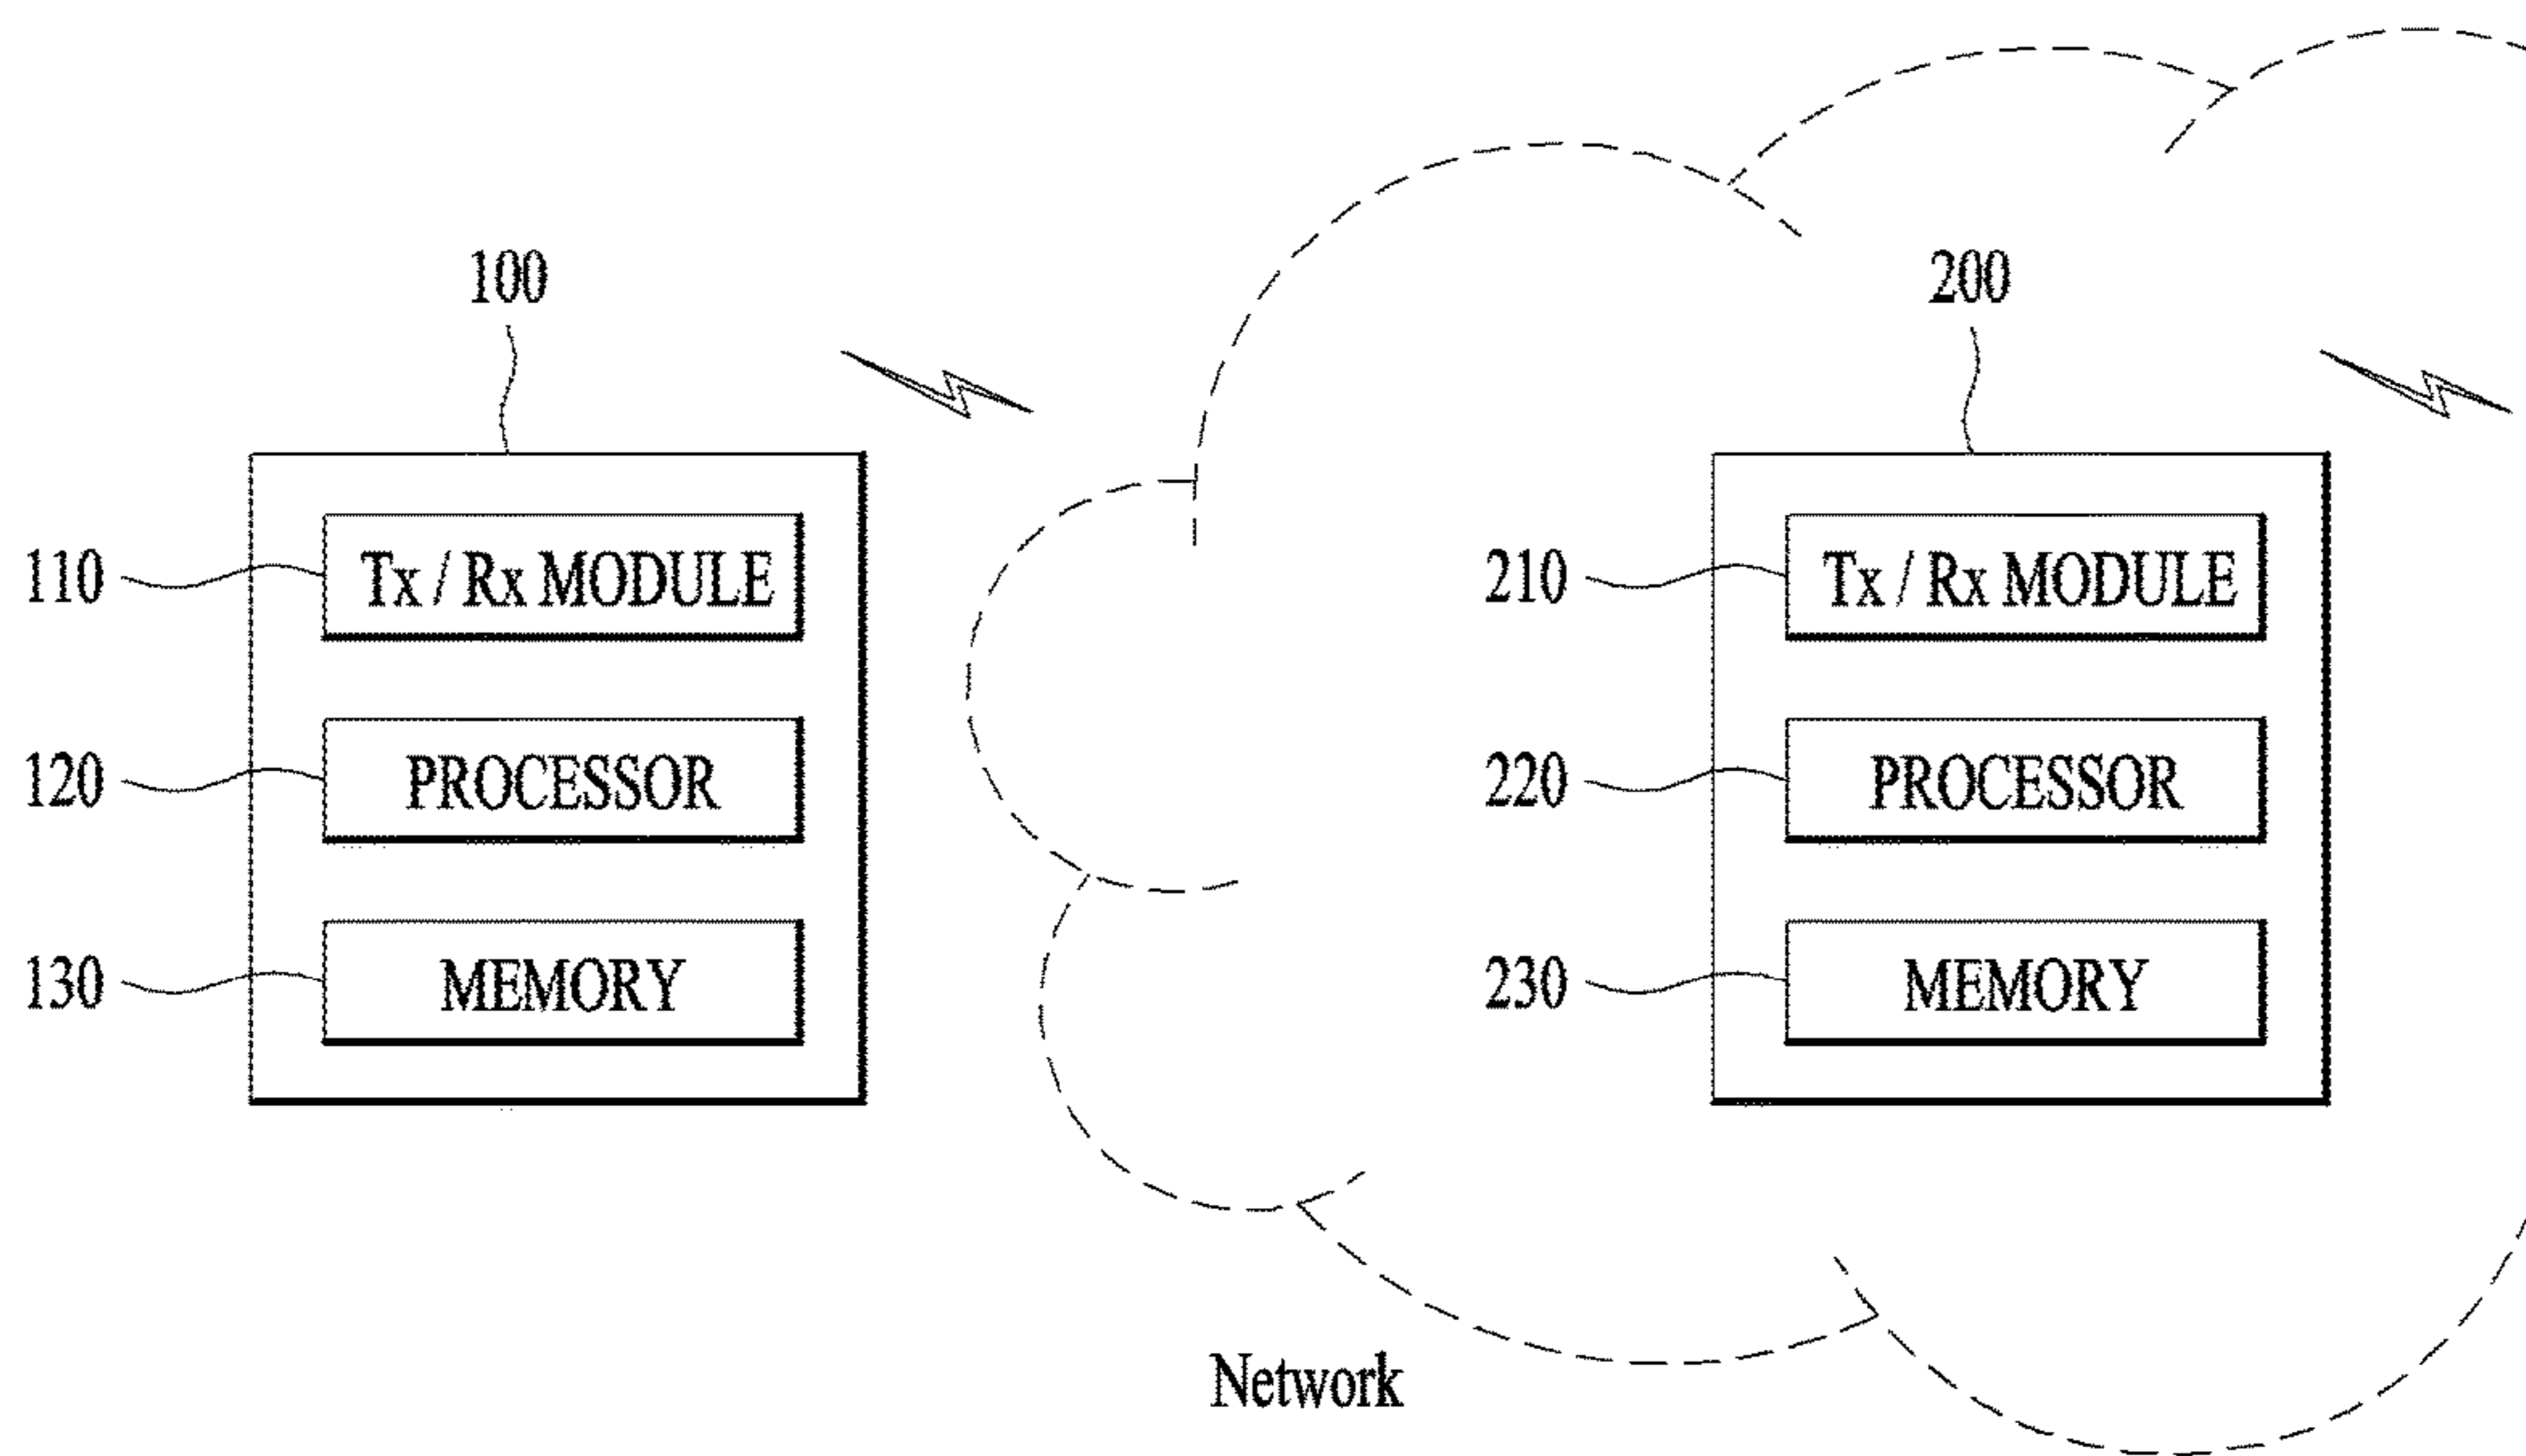 100
200
110
Tx / Rx MODULE
210
Tx / Rx MODULE
120
PROCESSOR
220
PROCESSOR
130
MEMORY
230
MEMORY
Network